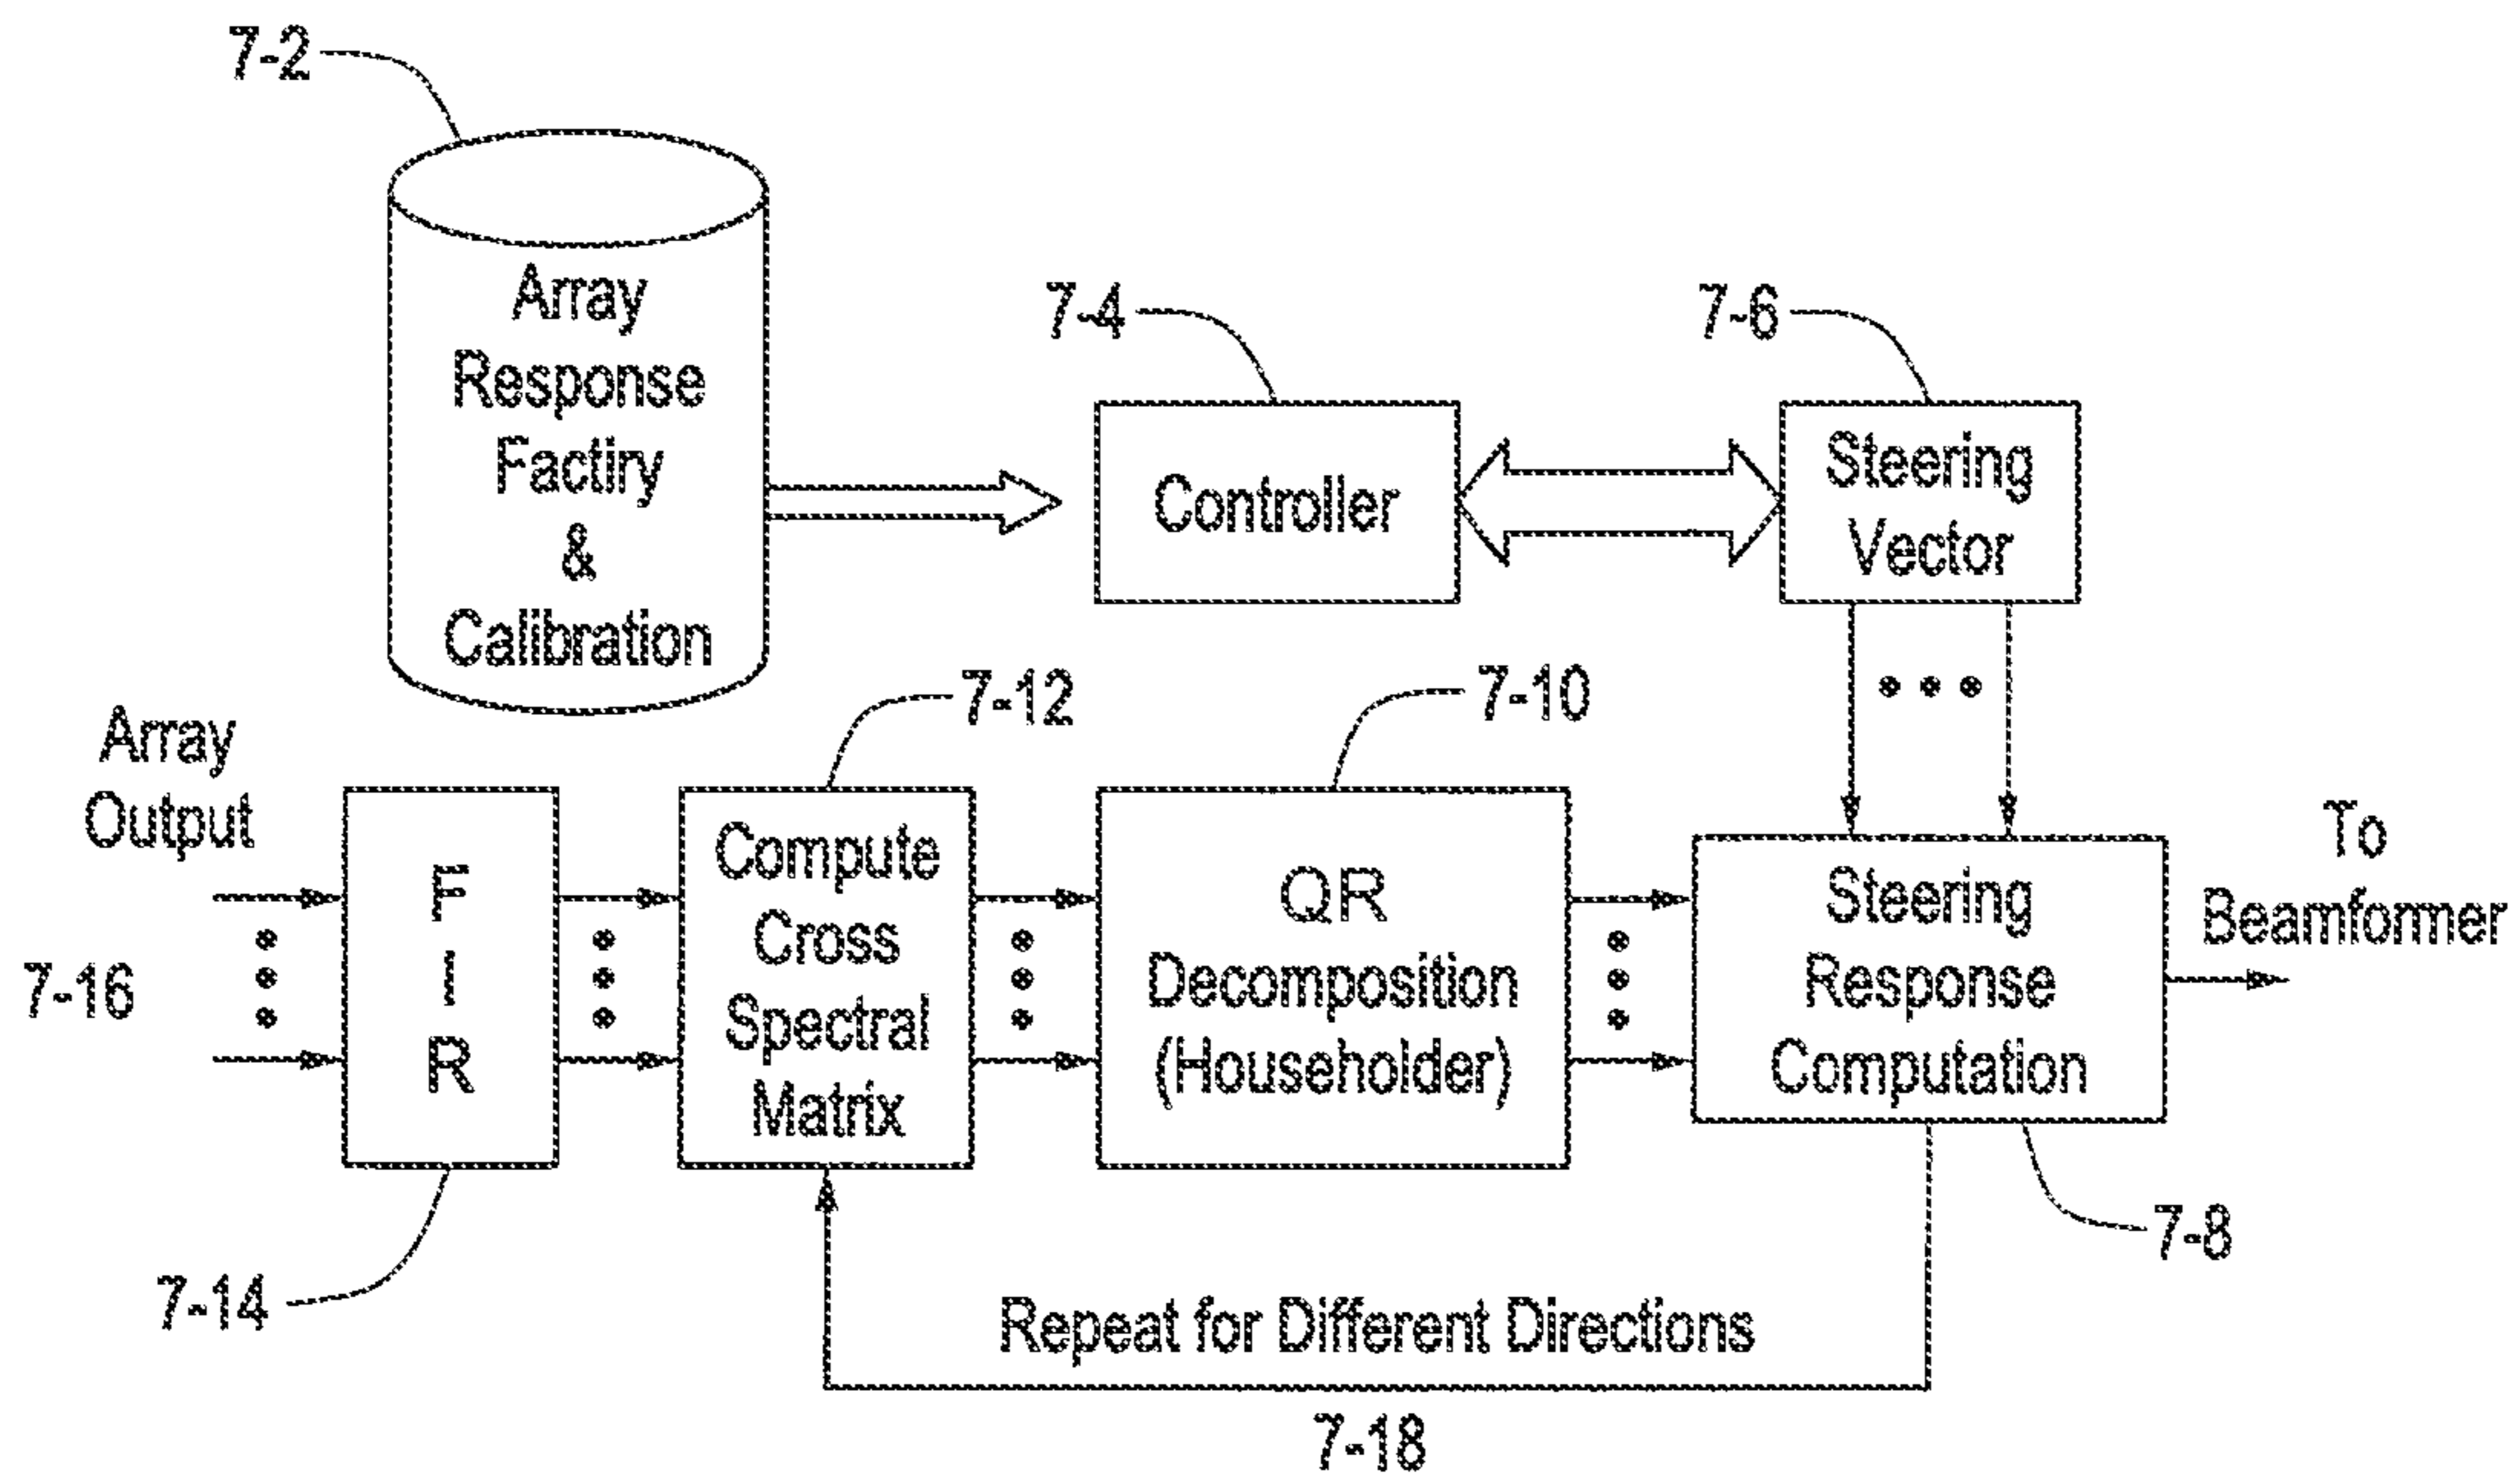 7-2
Array
Response
Factiry
&
Calibration
7-4
Controller
7-6
Steering
Vector
Array
Output
7-16
F
I
R
7-14
7-12
Compute
Cross
Spectral
Matrix
7-10
QR
Decomposition
(Householder)
Steering
Response
Computation
7-8
To
Beamformer
Repeat for Different Directions
7-18